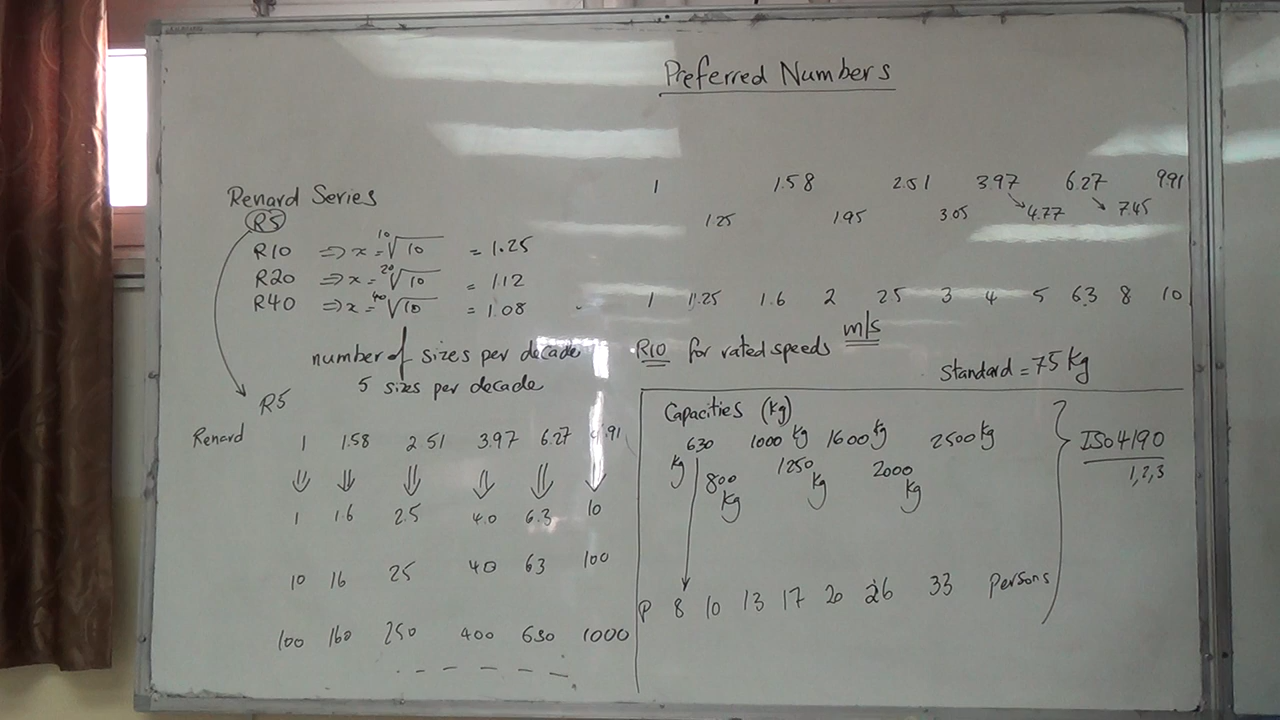 Preferred Numbers
Renard Series
R5
R10 ⇒ x = ¹⁰√10 = 1.25
R20 ⇒ x = ²⁰√10 = 1.12
R40 ⇒ x = ⁴⁰√10 = 1.08
number of sizes per decade
5 sizes per decade
R5
Renard 1 1.58 2.51 3.97 6.27 9.91
⇓ ⇓ ⇓ ⇓ ⇓ ↓
1 1.6 2.5 4.0 6.3 10
10 16 25 40 63 100
100 160 250 400 630 1000
- - - - - -
1 1.58 2.51 3.97 6.27 9.91
1.25 1.95 3.05 4.77 7.45
1 1.25 1.6 2 2.5 3 4 5 6.3 8 10
R10 for rated speeds m/s
Standard = 75 Kg
Capacities (Kg)
630 Kg 1000 Kg 1600 Kg 2500 Kg
800 Kg 1250 Kg 2000 Kg
P 8 10 13 17 20 26 33 Persons
ISO 4190
1,2,3